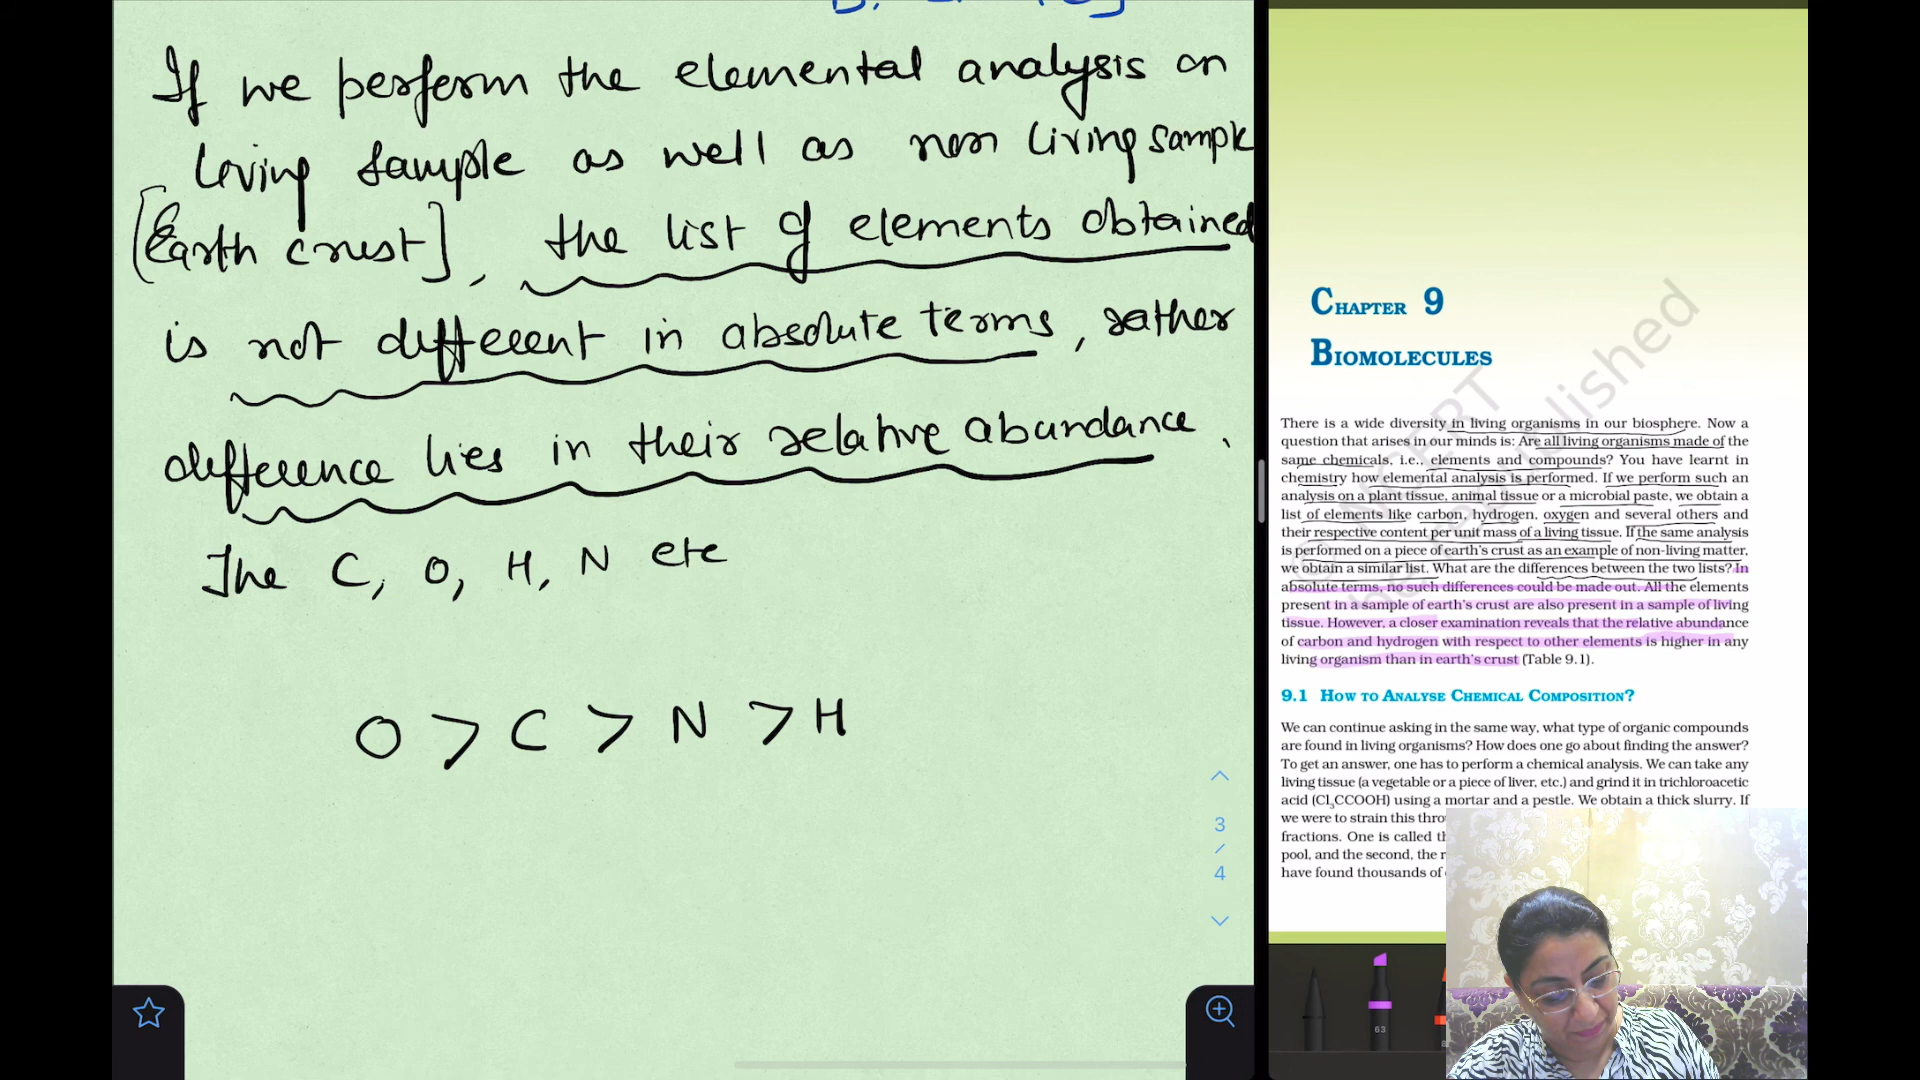 If we perform the elemental analysis on
living sample as well as non living sample
[Earth crust], the list of elements obtained
is not different in absolute terms, rather
difference lies in their relative abundance.
The C, O, H, N etc
O > C > N > H
3
/
4
CHAPTER 9
BIOMOLECULES
There is a wide diversity in living organisms in our biosphere. Now a
question that arises in our minds is: Are all living organisms made of the
same chemicals, i.e., elements and compounds? You have learnt in
chemistry how elemental analysis is performed. If we perform such an
analysis on a plant tissue, animal tissue or a microbial paste, we obtain a
list of elements like carbon, hydrogen, oxygen and several others and
their respective content per unit mass of a living tissue. If the same analysis
is performed on a piece of earth's crust as an example of non-living matter,
we obtain a similar list. What are the differences between the two lists? In
absolute terms, no such differences could be made out. All the elements
present in a sample of earth's crust are also present in a sample of living
tissue. However, a closer examination reveals that the relative abundance
of carbon and hydrogen with respect to other elements is higher in any
living organism than in earth's crust (Table 9.1).
9.1 HOW TO ANALYSE CHEMICAL COMPOSITION?
We can continue asking in the same way, what type of organic compounds
are found in living organisms? How does one go about finding the answer?
To get an answer, one has to perform a chemical analysis. We can take any
living tissue (a vegetable or a piece of liver, etc.) and grind it in trichloroacetic
acid (Cl3CCOOH) using a mortar and a pestle. We obtain a thick slurry. If
we were to strain this thro
fractions. One is called th
pool, and the second, the r
have found thousands of
63